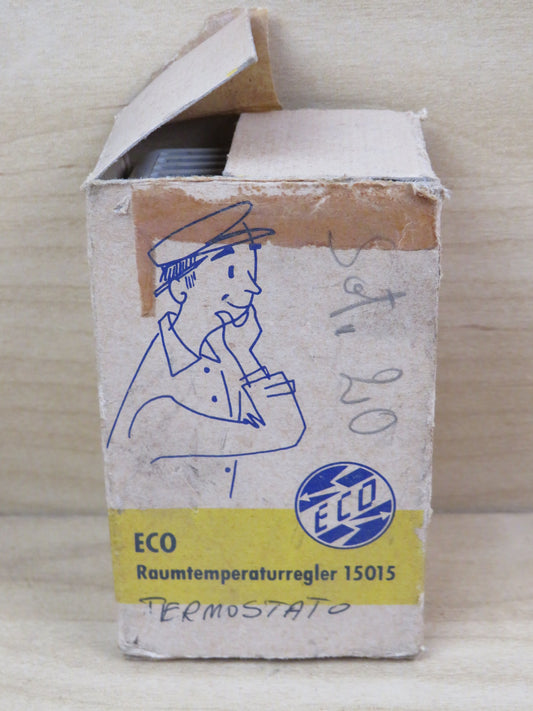 Sot. 20
ECO
ECO
Raumtemperaturregler 15015
TERMOSTATO